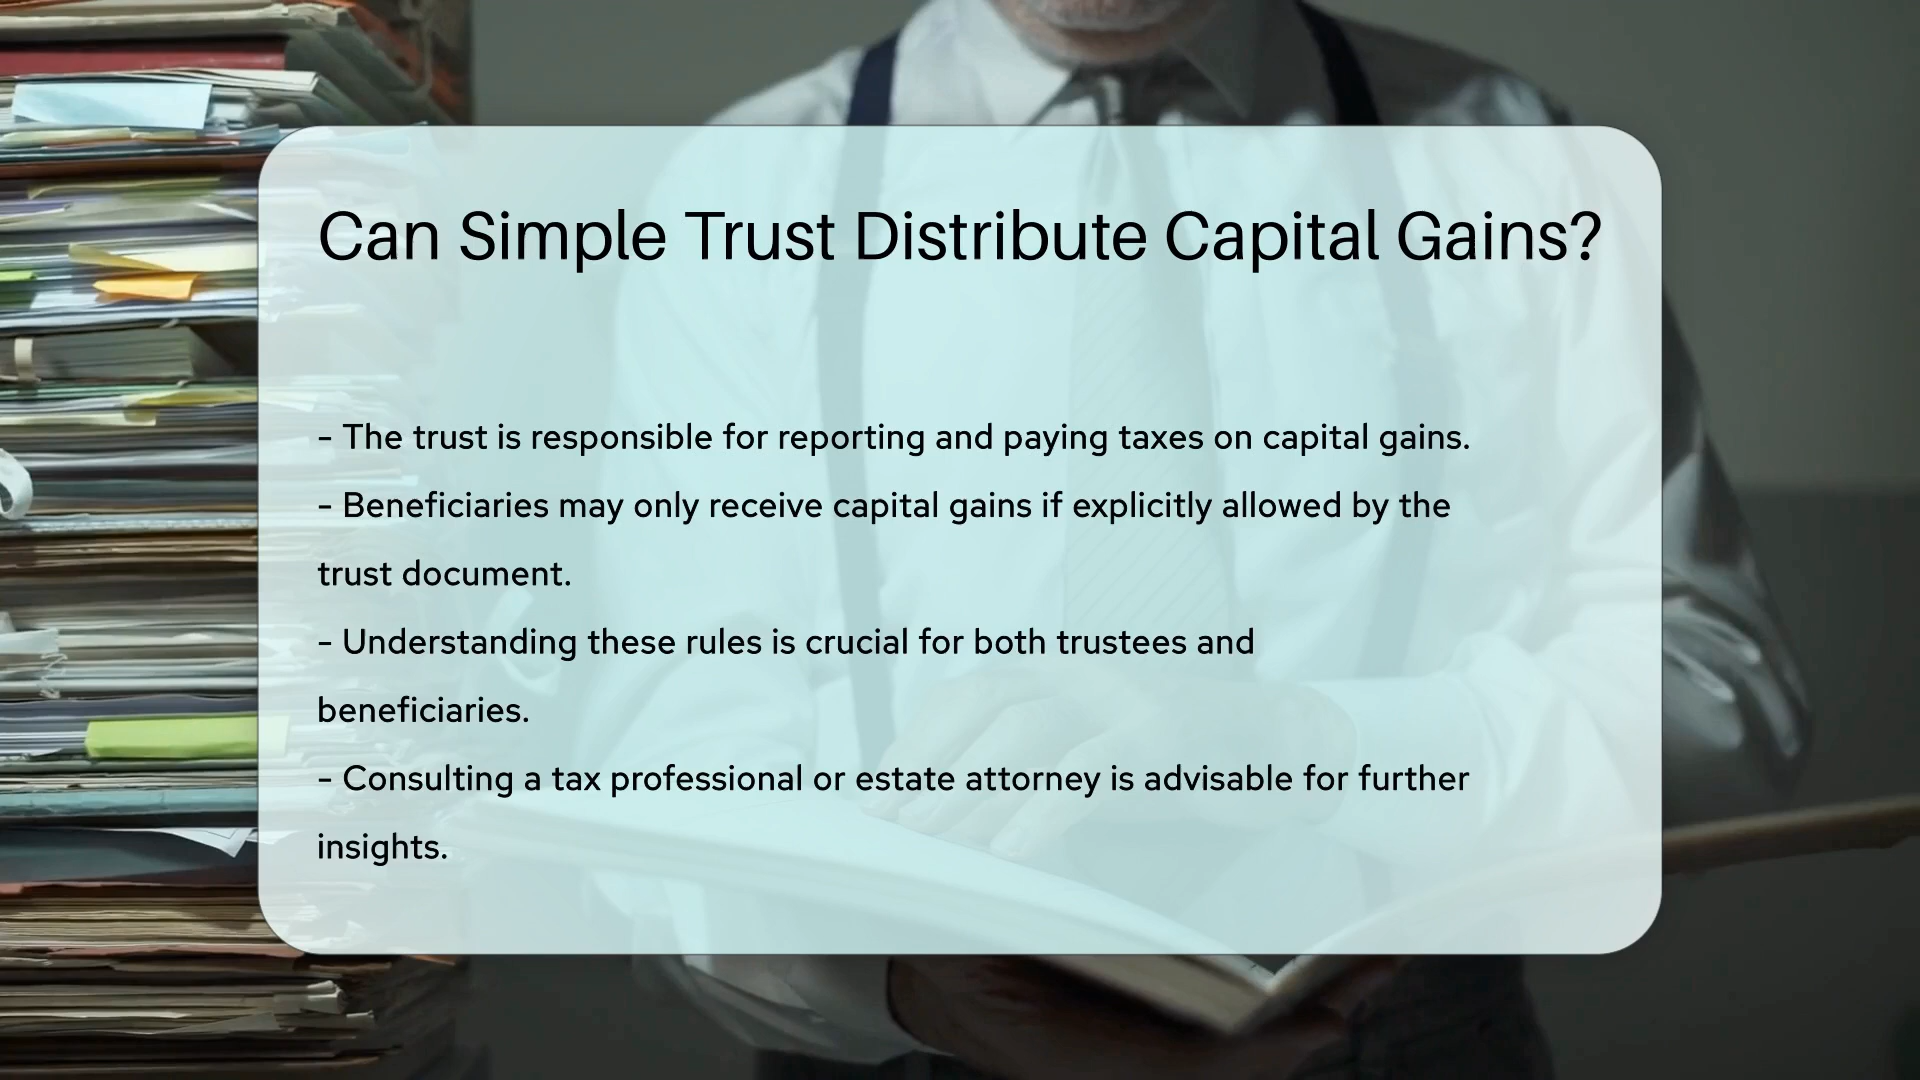 Can Simple Trust Distribute Capital Gains?
- The trust is responsible for reporting and paying taxes on capital gains.
- Beneficiaries may only receive capital gains if explicitly allowed by the
trust document.
- Understanding these rules is crucial for both trustees and
beneficiaries.
- Consulting a tax professional or estate attorney is advisable for further
insights.